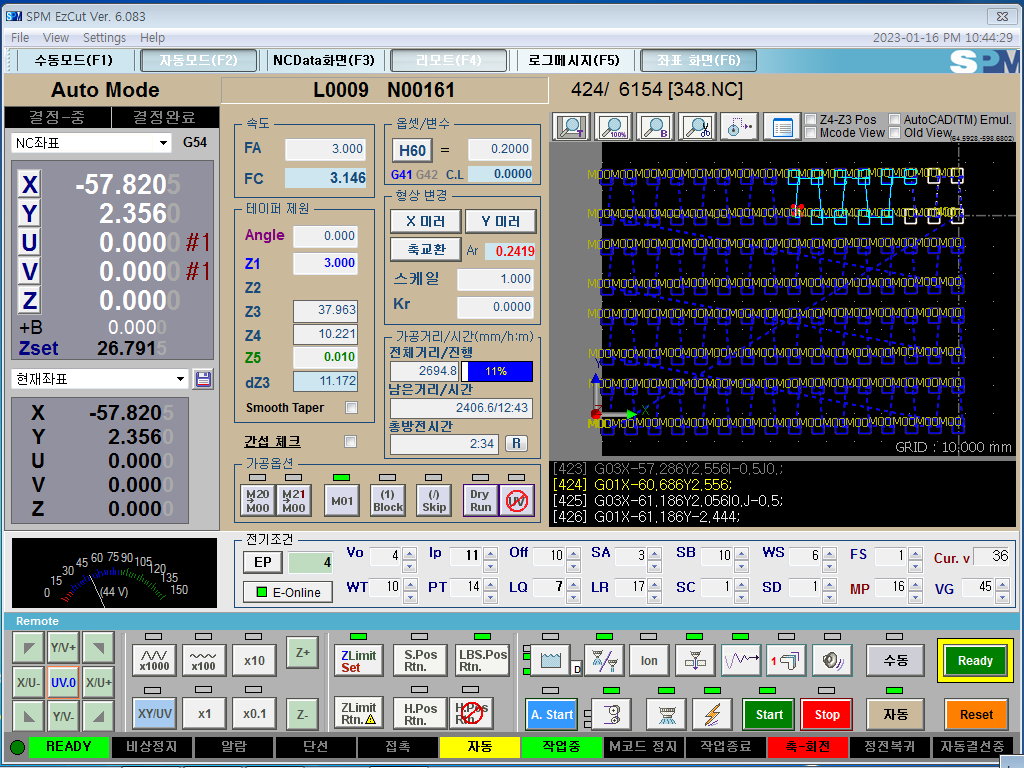 SPM EzCut Ver. 6.083
File View Settings Help
2023-01-16 PM 10:44:29
수동모드(F1) 자동모드(F2) NCData화면(F3) 리모트(F4) 로그메시지(F5) 좌표 화면(F6)
SPM
Auto Mode
L0009 N00161
424/ 6154 [348.NC]
결정-중 결정완료
NC좌표 G54
X -57.8205
Y 2.3560
U 0.0000 #1
V 0.0000 #1
Z 0.0000
+B 0.0000
Zset 26.7915
현재좌표
X -57.8205
Y 2.3560
U 0.0000
V 0.0000
Z 0.0000
속도
FA 3.000
FC 3.146
테이퍼 제원
Angle 0.000
Z1 3.000
Z2
Z3 37.963
Z4 10.221
Z5 0.010
dZ3 11.172
Smooth Taper
간섭 체크
옵셋/변수
H60 = 0.2000
G41 G42 C.L 0.0000
형상 변경
X 미러 Y 미러
축교환 Ar 0.2419
스케일 1.000
Kr 0.0000
가공거리/시간(mm/h:m)
전체거리/진행
2694.8 11%
남은거리/시간
2406.6/12:43
총방전시간
2:34 R
가공옵션
M20 M00
M21 M00
M01
(1) Block
(/) Skip
Dry Run
UV
T 100% B
Z4-Z3 Pos AutoCAD(TM) Emul.
Mcode View Old View
(64.5928 -598.6802)
X
GRID : 10,000 mm
[423] G03X-57,286Y2,556I-0,5J0,;
[424] G01X-60,686Y2,556;
[425] G03X-61,186Y2,056I0,J-0,5;
[426] G01X-61,186Y-2,444;
0 15 30 45 60 75 90 105 120 135 150
(44 V)
전기조건
EP 4
E-Online
Vo 4 Ip 11 Off 10 SA 3 SB 10 WS 6 FS 1 Cur. v 36
WT 10 PT 14 LQ 7 LR 17 SC 1 SD 1 MP 16 VG 45
Remote
Y/V+
X/U- UV.0 X/U+
Y/V-
x1000 x100 x10 Z+
XY/UV x1 x0.1 Z-
ZLimit Set
S.Pos Rtn.
LBS.Pos Rtn.
ZLimit Rtn.
H.Pos Rtn.
D
Ion
1
수동
Ready
A. Start
Start Stop 자동 Reset
READY 비상정지 알람 단선 접촉 자동 작업중 M코드 정지 작업종료 축-회전 정전복귀 자동결선중